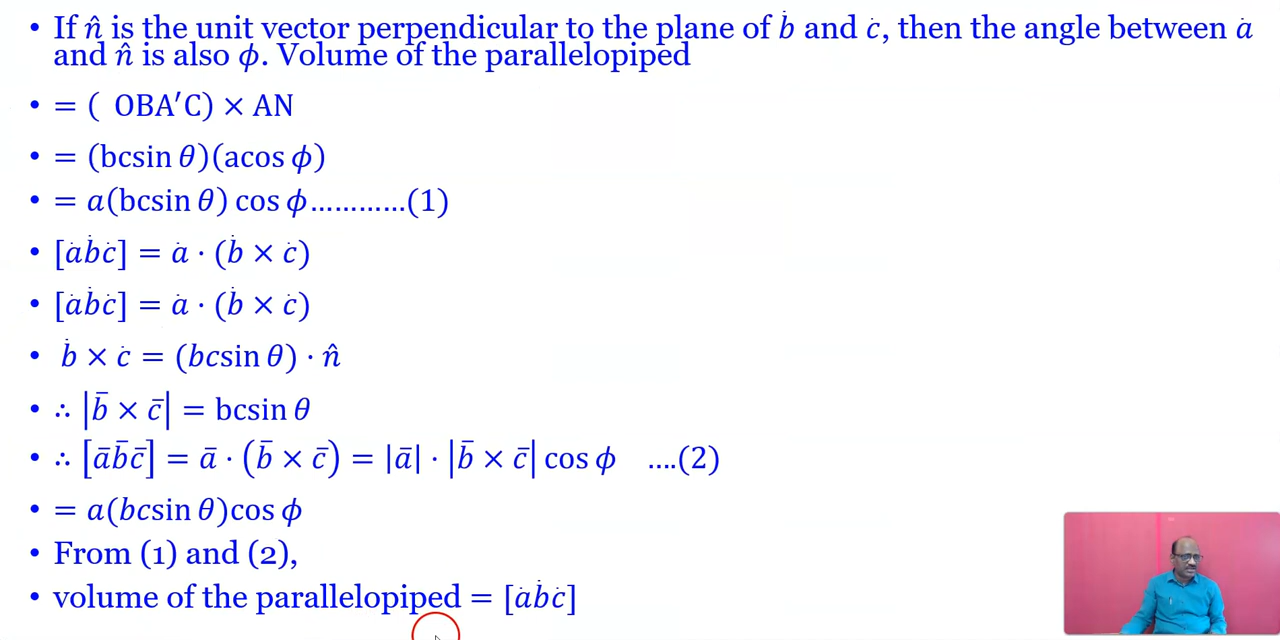 • If n̂ is the unit vector perpendicular to the plane of ḃ and ċ, then the angle between ȧ
and n̂ is also ϕ. Volume of the parallelopiped
• = ( OBA′C) × AN
• = (bcsin θ)(acos ϕ)
• = a(bcsin θ) cos ϕ…………(1)
• [ȧḃċ] = ȧ · (ḃ × ċ)
• [ȧḃċ] = ȧ · (ḃ × ċ)
• ḃ × ċ = (bcsin θ) · n̂
• ∴ |b̄ × c̄| = bcsin θ
• ∴ [āb̄c̄] = ā · (b̄ × c̄) = |ā| · |b̄ × c̄| cos ϕ ….(2)
• = a(bcsin θ)cos ϕ
• From (1) and (2),
• volume of the parallelopiped = [ȧḃċ]